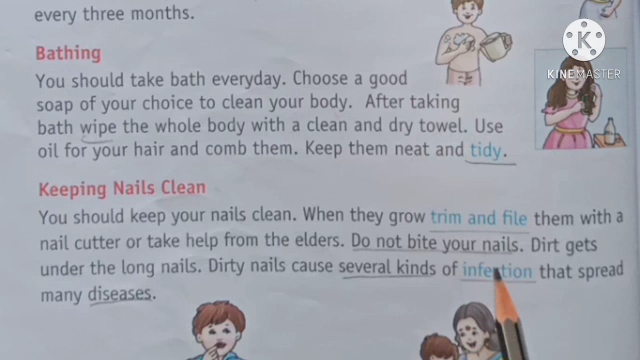 every three months.
KINEMASTER
Bathing
You should take bath everyday. Choose a good
soap of your choice to clean your body. After taking
bath wipe the whole body with a clean and dry towel. Use
oil for your hair and comb them. Keep them neat and tidy.
Keeping Nails Clean
You should keep your nails clean. When they grow trim and file them with a
nail cutter or take help from the elders. Do not bite your nails. Dirt gets
under the long nails. Dirty nails cause several kinds of infection that spread
many diseases.